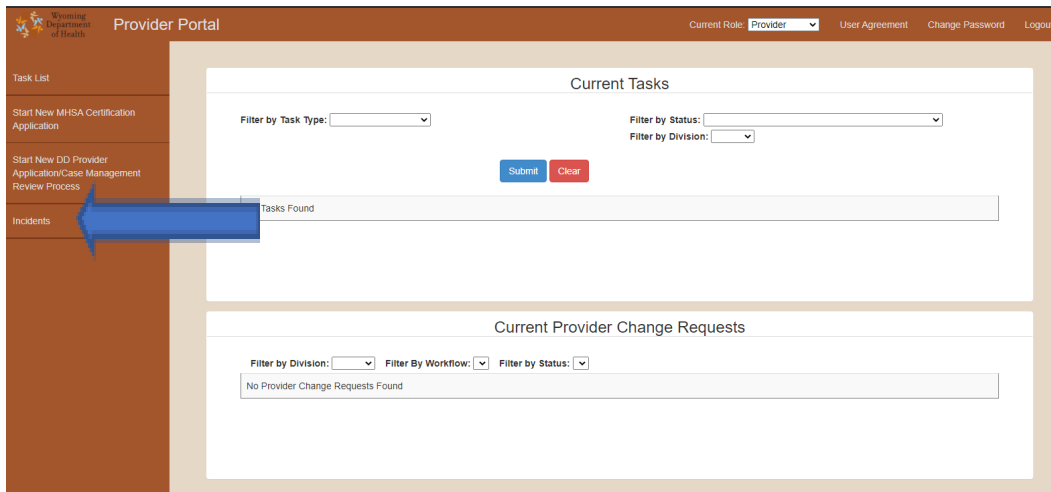 Wyoming
Department
of Health
Provider Portal
Current Role: Provider
User Agreement
Change Password
Logou
Task List
Start New MHSA Certification
Application
Start New DD Provider
Application/Case Management
Review Process
Incidents
Current Tasks
Filter by Task Type:
Filter by Status:
Filter by Division:
Submit
Clear
Tasks Found
Current Provider Change Requests
Filter by Division:
Filter By Workflow:
Filter by Status:
No Provider Change Requests Found